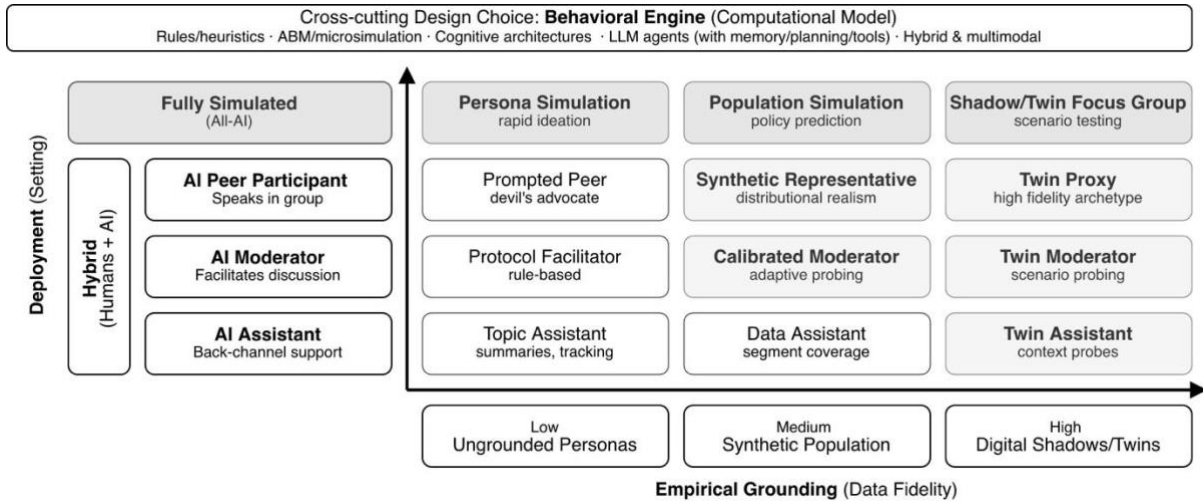 Cross-cutting Design Choice: Behavioral Engine (Computational Model)
Rules/heuristics · ABM/microsimulation · Cognitive architectures · LLM agents (with memory/planning/tools) · Hybrid & multimodal
Deployment (Setting)
Fully Simulated
(All-AI)
Persona Simulation
rapid ideation
Population Simulation
policy prediction
Shadow/Twin Focus Group
scenario testing
Hybrid
(Humans + AI)
AI Peer Participant
Speaks in group
Prompted Peer
devil's advocate
Synthetic Representative
distributional realism
Twin Proxy
high fidelity archetype
AI Moderator
Facilitates discussion
Protocol Facilitator
rule-based
Calibrated Moderator
adaptive probing
Twin Moderator
scenario probing
AI Assistant
Back-channel support
Topic Assistant
summaries, tracking
Data Assistant
segment coverage
Twin Assistant
context probes
Low
Ungrounded Personas
Medium
Synthetic Population
High
Digital Shadows/Twins
Empirical Grounding (Data Fidelity)